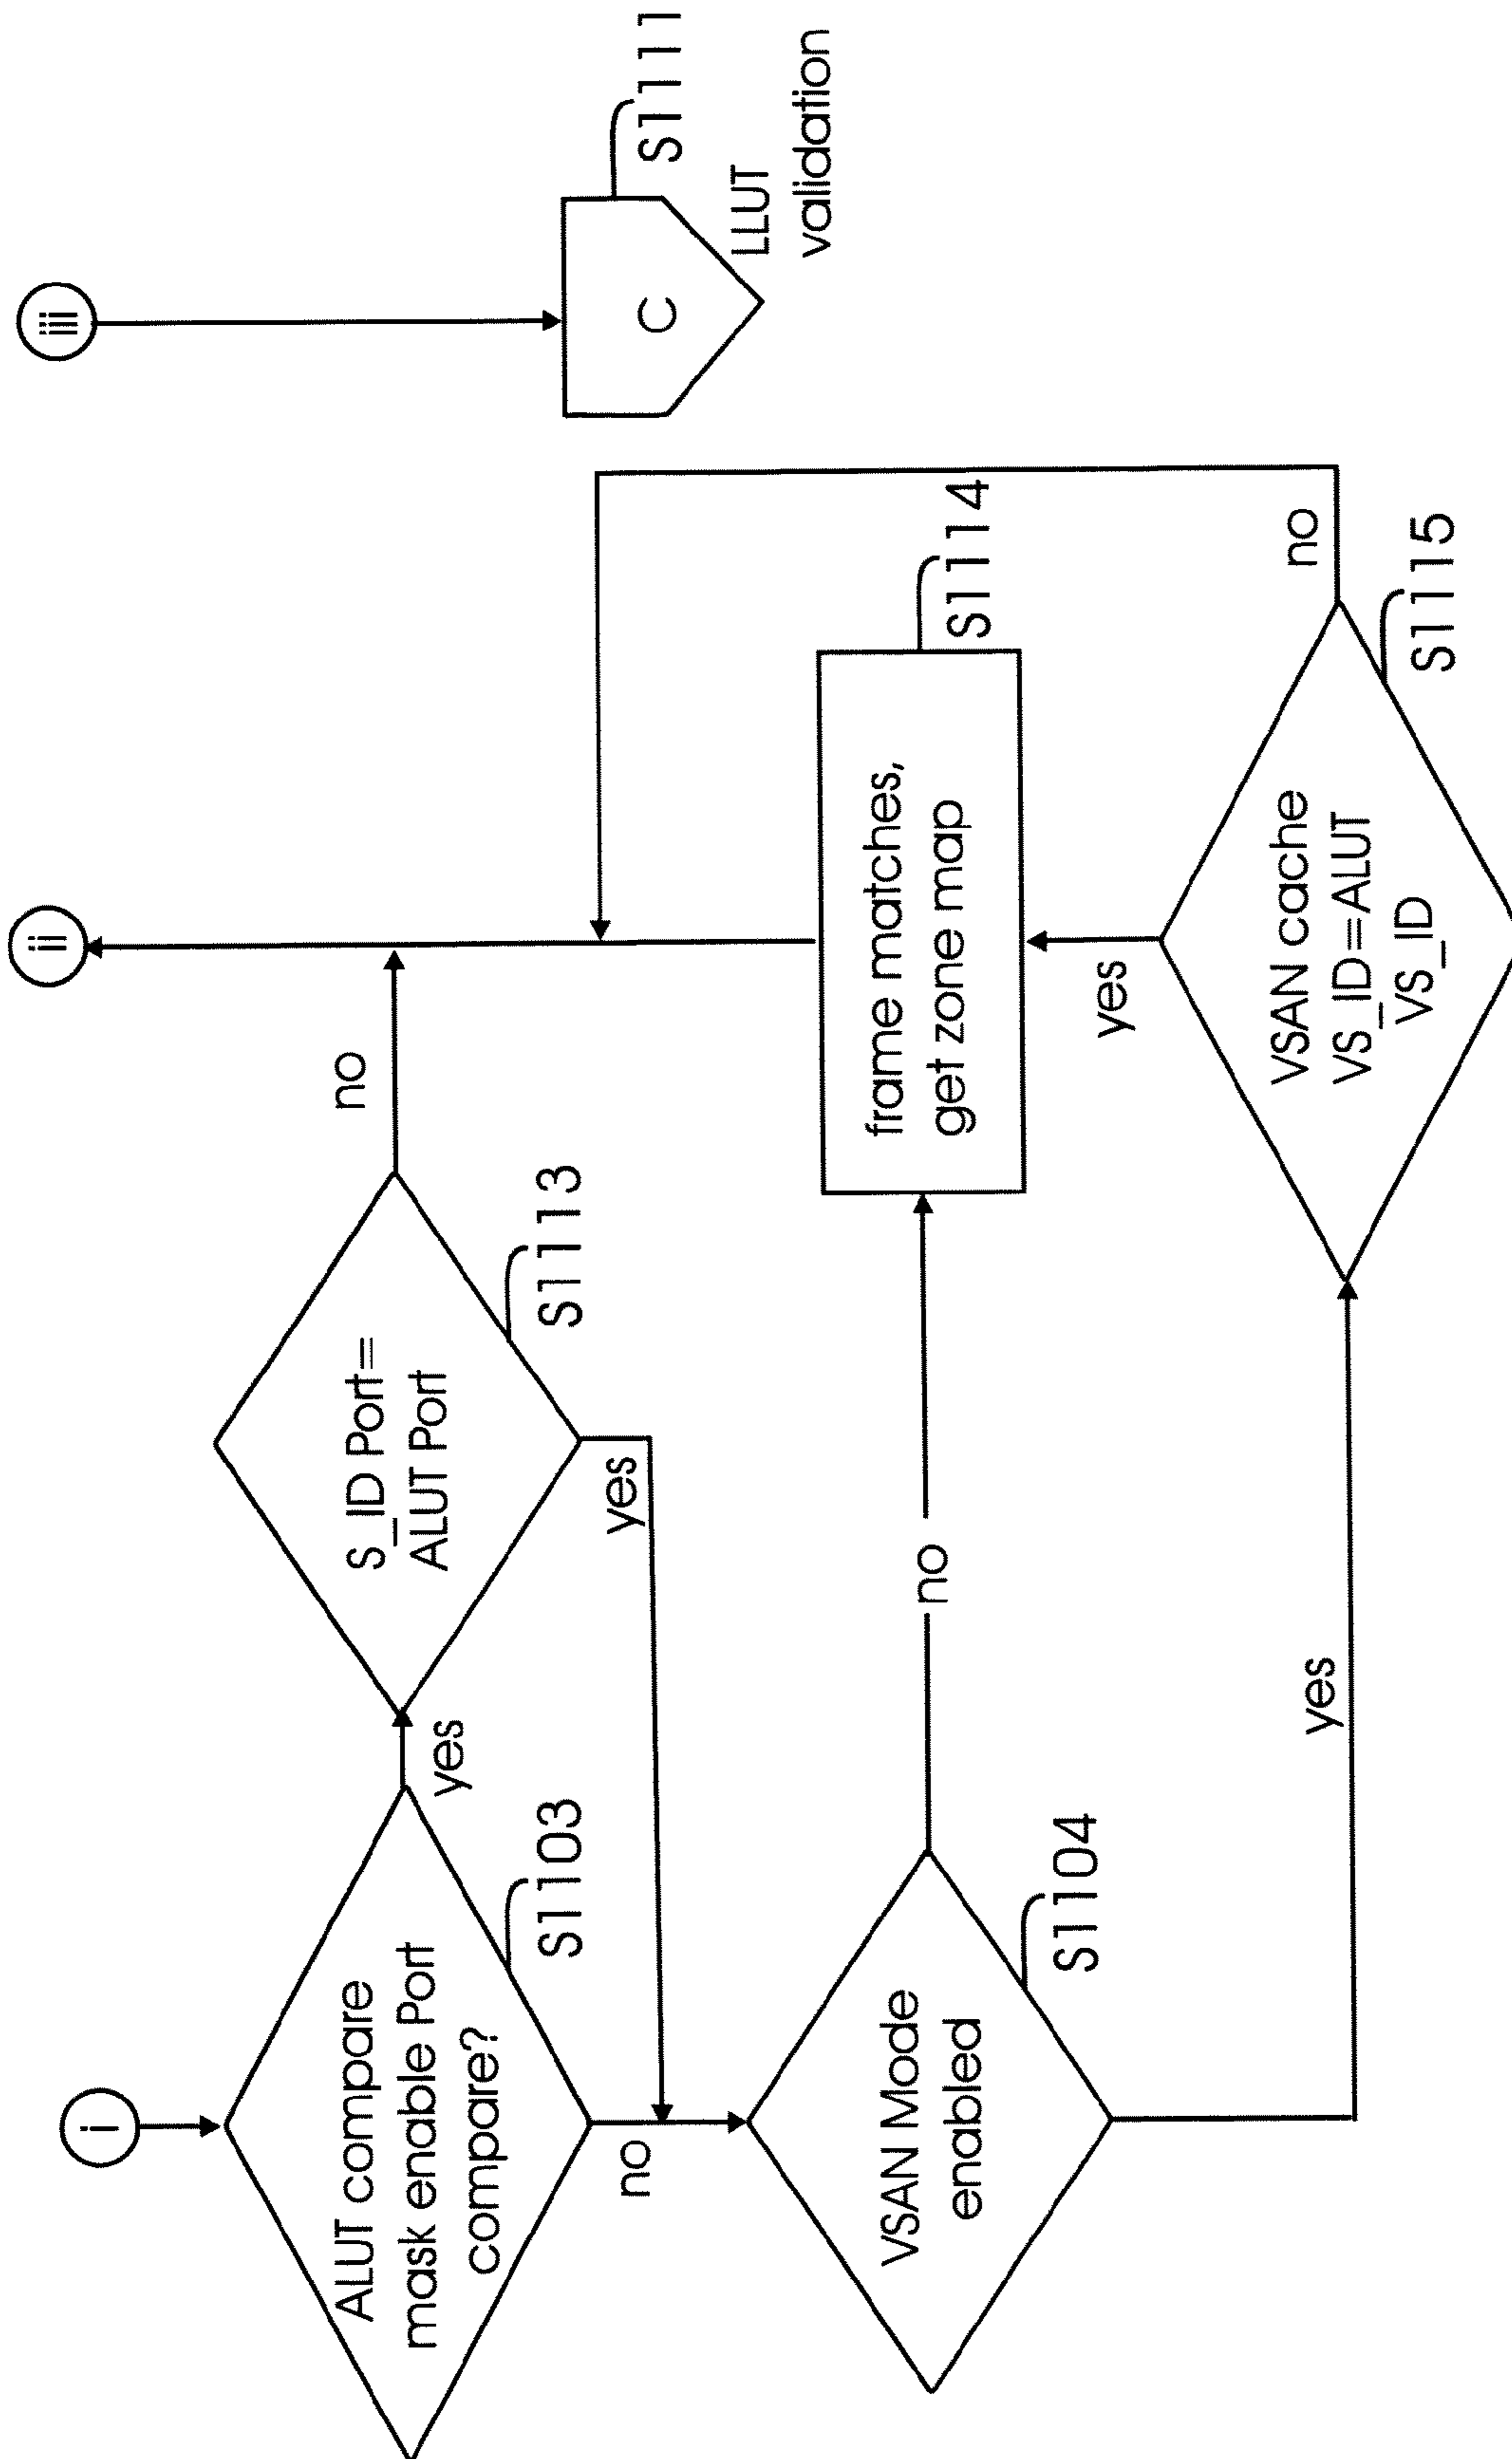 i
ALUT compare
mask enable Port
compare?
S1103
yes
no
S_ID Port=
ALUT Port
S1113
no
yes
ii
iii
C
S1111
LLUT
validation
VSAN Mode
enabled
S1104
no
yes
frame matches,
get zone map
S1114
yes
VSAN cache
VS_ID=ALUT
VS_ID
S1115
no